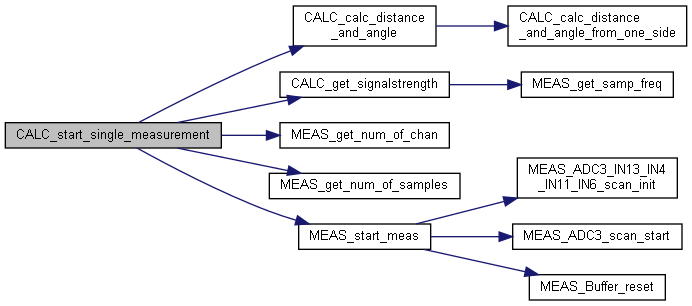 CALC_calc_distance
_and_angle
CALC_calc_distance
_and_angle_from_one_side
CALC_get_signalstrength
MEAS_get_samp_freq
CALC_start_single_measurement
MEAS_get_num_of_chan
MEAS_get_num_of_samples
MEAS_ADC3_IN13_IN4
_IN11_IN6_scan_init
MEAS_start_meas
MEAS_ADC3_scan_start
MEAS_Buffer_reset